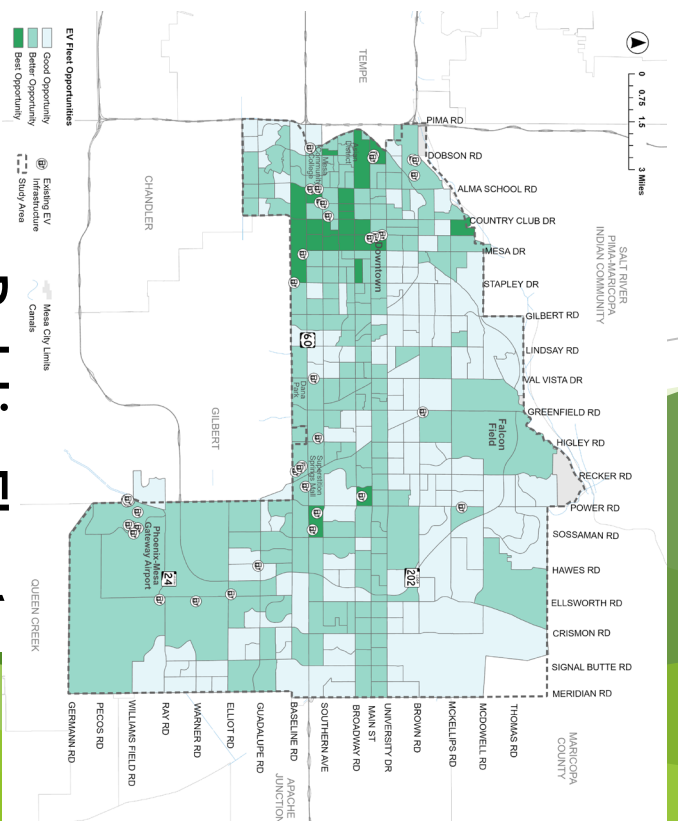 0 0.75 1.5 3 Miles
TEMPE
CHANDLER
GILBERT
QUEEN CREEK
APACHE
JUNCTION
MARICOPA
COUNTY
SALT RIVER
PIMA-MARICOPA
INDIAN COMMUNITY
PIMA RD
DOBSON RD
ALMA SCHOOL RD
COUNTRY CLUB DR
MESA DR
STAPLEY DR
GILBERT RD
LINDSAY RD
VAL VISTA DR
GREENFIELD RD
HIGLEY RD
RECKER RD
POWER RD
SOSSAMAN RD
HAWES RD
ELLSWORTH RD
CRISMON RD
SIGNAL BUTTE RD
MERIDIAN RD
GERMANN RD
PECOS RD
WILLIAMS FIELD RD
RAY RD
WARNER RD
ELLIOT RD
GUADALUPE RD
BASELINE RD
SOUTHERN AVE
BROADWAY RD
MAIN ST
UNIVERSITY DR
BROWN RD
MCKELLIPS RD
MCDOWELL RD
THOMAS RD
Asian
District
Mesa
Community
College
Downtown
60
Dana
Park
Superstition
Springs Mall
Falcon
Field
202
24
Phoenix-Mesa
Gateway Airport
EV Fleet Opportunities
Good Opportunity
Better Opportunity
Best Opportunity
Existing EV
Infrastructure
Study Area
Mesa City Limits
Canals